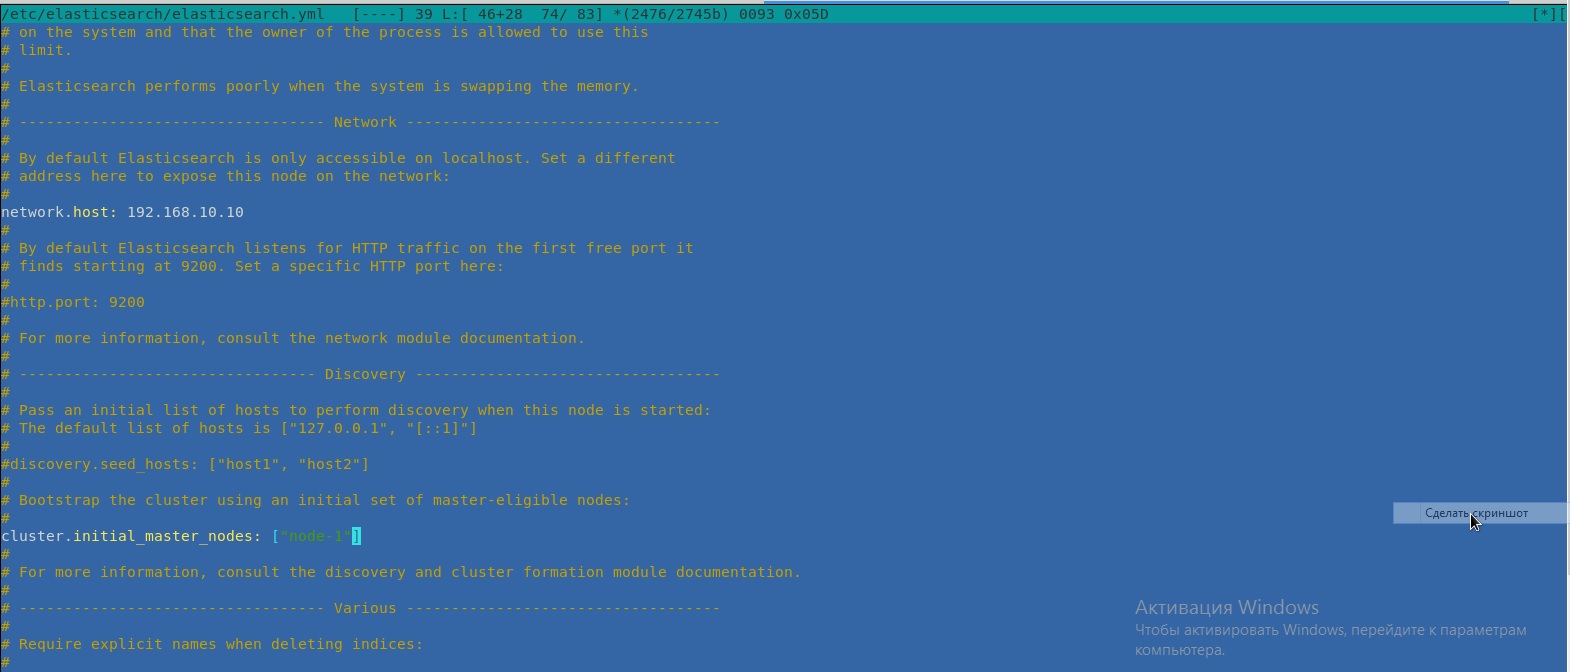 /etc/elasticsearch/elasticsearch.yml   [----] 39 L:[ 46+28  74/ 83] *(2476/2745b) 0093 0x05D [*][
# on the system and that the owner of the process is allowed to use this
# limit.
#
# Elasticsearch performs poorly when the system is swapping the memory.
#
# ---------------------------------- Network -----------------------------------
#
# By default Elasticsearch is only accessible on localhost. Set a different
# address here to expose this node on the network:
#
network.host: 192.168.10.10
#
# By default Elasticsearch listens for HTTP traffic on the first free port it
# finds starting at 9200. Set a specific HTTP port here:
#
#http.port: 9200
#
# For more information, consult the network module documentation.
#
# --------------------------------- Discovery ----------------------------------
#
# Pass an initial list of hosts to perform discovery when this node is started:
# The default list of hosts is ["127.0.0.1", "[::1]"]
#
#discovery.seed_hosts: ["host1", "host2"]
#
# Bootstrap the cluster using an initial set of master-eligible nodes:
#
Сделать скриншот
cluster.initial_master_nodes: ["node-1"]
#
# For more information, consult the discovery and cluster formation module documentation.
#
# ---------------------------------- Various -----------------------------------
#
# Require explicit names when deleting indices:
#
Активация Windows
Чтобы активировать Windows, перейдите к параметрам
компьютера.